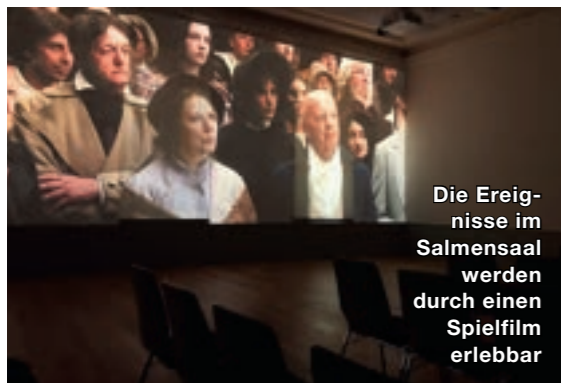 Die Ereig-
nisse im
Salmensaal
werden
durch einen
Spielfilm
erlebbar